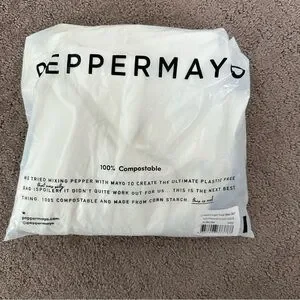 PEPPERMAYO
100% Compostable
WE TRIED MIXING PEPPER WITH MAYO TO CREATE THE ULTIMATE PLASTIC FREE
BAG (SPOILER) IT DIDN'T QUITE WORK OUT FOR US... THIS IS THE NEXT BEST
THING. 100% COMPOSTABLE AND MADE FROM CORN STARCH.
peppermayo.com
@peppermayo